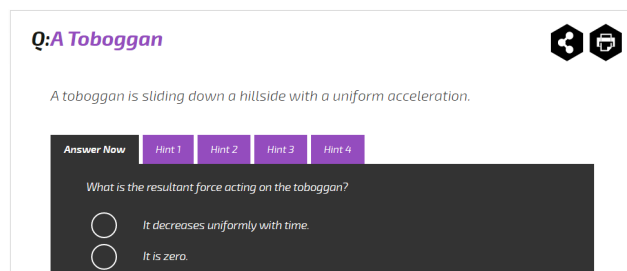 Q:A Toboggan
A toboggan is sliding down a hillside with a uniform acceleration.
Answer Now Hint 1 Hint 2 Hint 3 Hint 4
What is the resultant force acting on the toboggan?
It decreases uniformly with time.
It is zero.